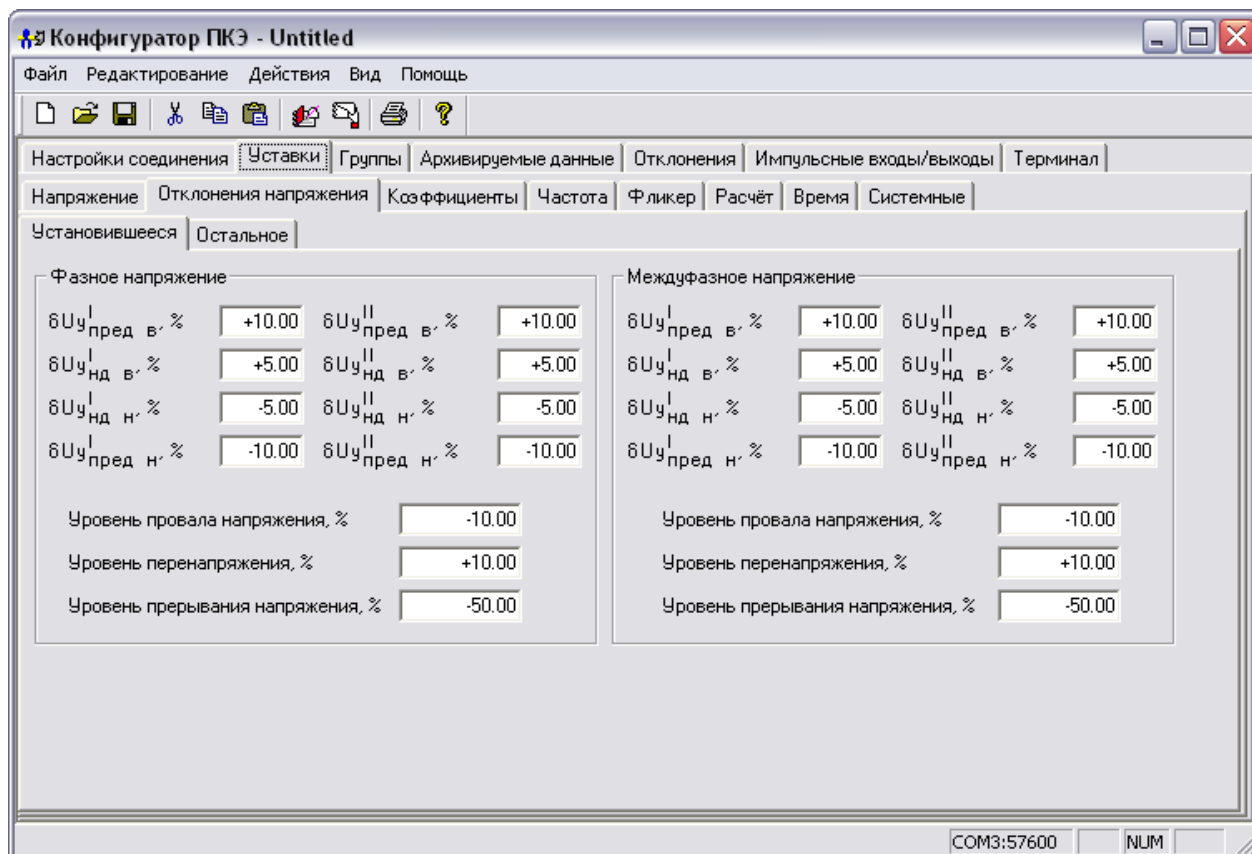 Конфигуратор ПКЭ - Untitled
Файл Редактирование Действия Вид Помощь
Настройки соединения Уставки Группы Архивируемые данные Отклонения Импульсные входы/выходы Терминал
Напряжение Отклонения напряжения Коэффициенты Частота Фликер Расчёт Время Системные
Установившееся Остальное
Фазное напряжение Междуфазное напряжение
δUy^I пред в, % +10.00 δUy^II пред в, % +10.00 δUy^I пред в, % +10.00 δUy^II пред в, % +10.00
δUy^I нд в, % +5.00 δUy^II нд в, % +5.00 δUy^I нд в, % +5.00 δUy^II нд в, % +5.00
δUy^I нд н, % -5.00 δUy^II нд н, % -5.00 δUy^I нд н, % -5.00 δUy^II нд н, % -5.00
δUy^I пред н, % -10.00 δUy^II пред н, % -10.00 δUy^I пред н, % -10.00 δUy^II пред н, % -10.00
Уровень провала напряжения, % -10.00 Уровень провала напряжения, % -10.00
Уровень перенапряжения, % +10.00 Уровень перенапряжения, % +10.00
Уровень прерывания напряжения, % -50.00 Уровень прерывания напряжения, % -50.00
COM3:57600 NUM